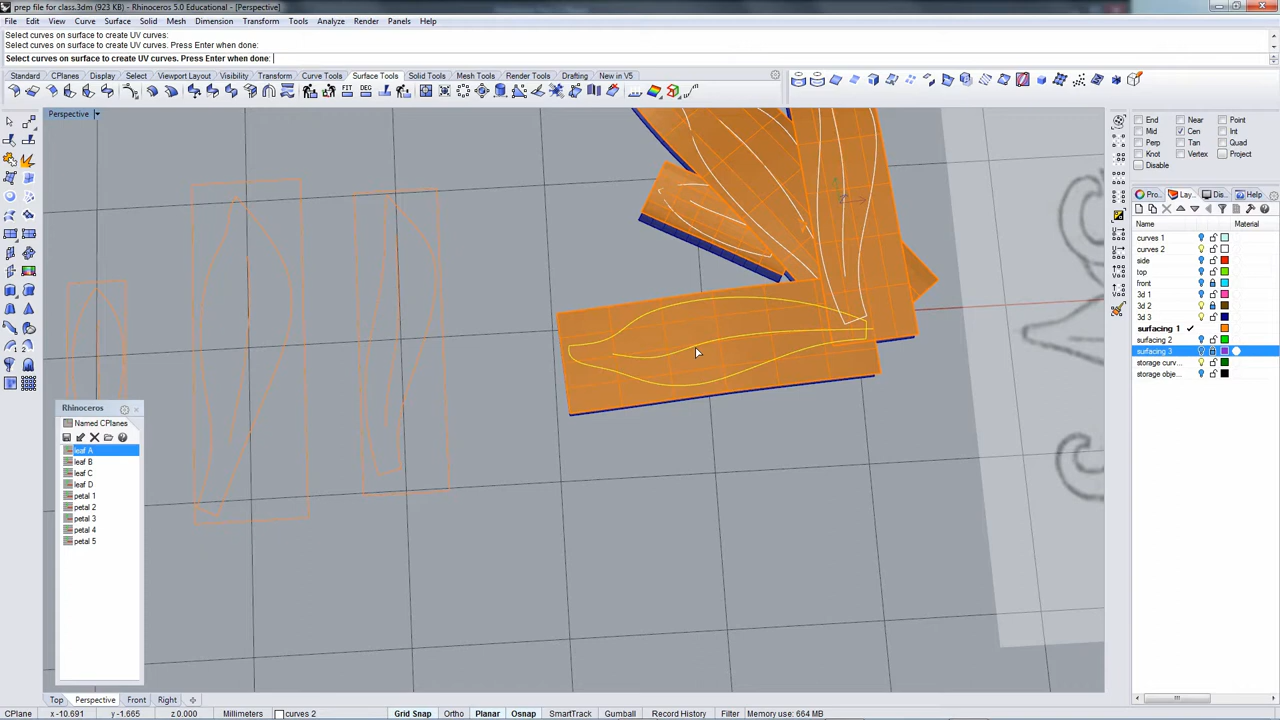 prep file for class.3dm (923 KB) - Rhinoceros 5.0 Educational - [Perspective]
File Edit View Curve Surface Solid Mesh Dimension Transform Tools Analyze Render Panels Help
Select curves on surface to create UV curves:
Select curves on surface to create UV curves. Press Enter when done:
Select curves on surface to create UV curves. Press Enter when done:
Standard CPlanes Display Select Viewport Layout Visibility Transform Curve Tools Surface Tools Solid Tools Mesh Tools Render Tools Drafting New in V5
Perspective
End Near Point
Mid Cen Int
Perp Tan Quad
Knot Vertex Project
Disable
Pro... Lay... Dis... Help
Name Material
curves 1
curves 2
side
top
front
3d 1
3d 2
3d 3
surfacing 1
surfacing 2
surfacing 3
storage curv...
storage obje...
Rhinoceros
Named CPlanes
leaf A
leaf B
leaf C
leaf D
petal 1
petal 2
petal 3
petal 4
petal 5
Top Perspective Front Right
CPlane x -10.691 y -1.665 z 0.000 Millimeters curves 2 Grid Snap Ortho Planar Osnap SmartTrack Gumball Record History Filter Memory use: 664 MB